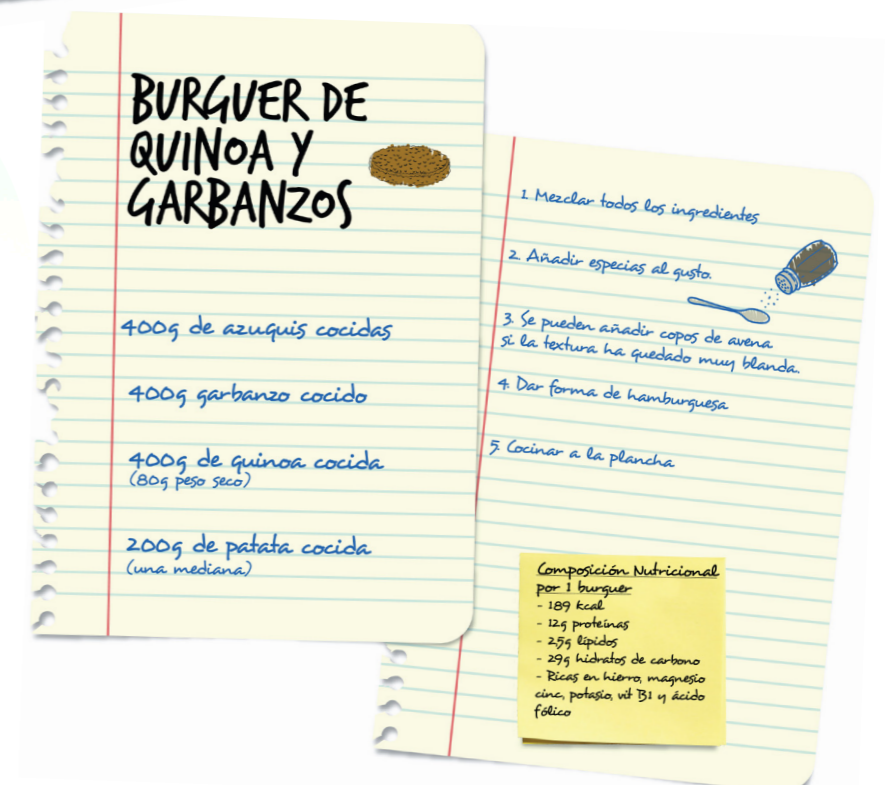 BURGUER DE
QUINOA Y
GARBANZOS
400g de azuquis cocidas
400g garbanzo cocido
400g de quinoa cocida
(80g peso seco)
200g de patata cocida
(una mediana)
1. Mezclar todos los ingredientes
2. Añadir especias al gusto.
3. Se pueden añadir copos de avena
si la textura ha quedado muy blanda.
4. Dar forma de hamburguesa
5. Cocinar a la plancha
Composición Nutricional
por 1 burguer
- 189 kcal
- 12g proteínas
- 25g lípidos
- 29g hidratos de carbono
- Ricas en hierro, magnesio
cinc, potasio, vit B1 y ácido
fólico